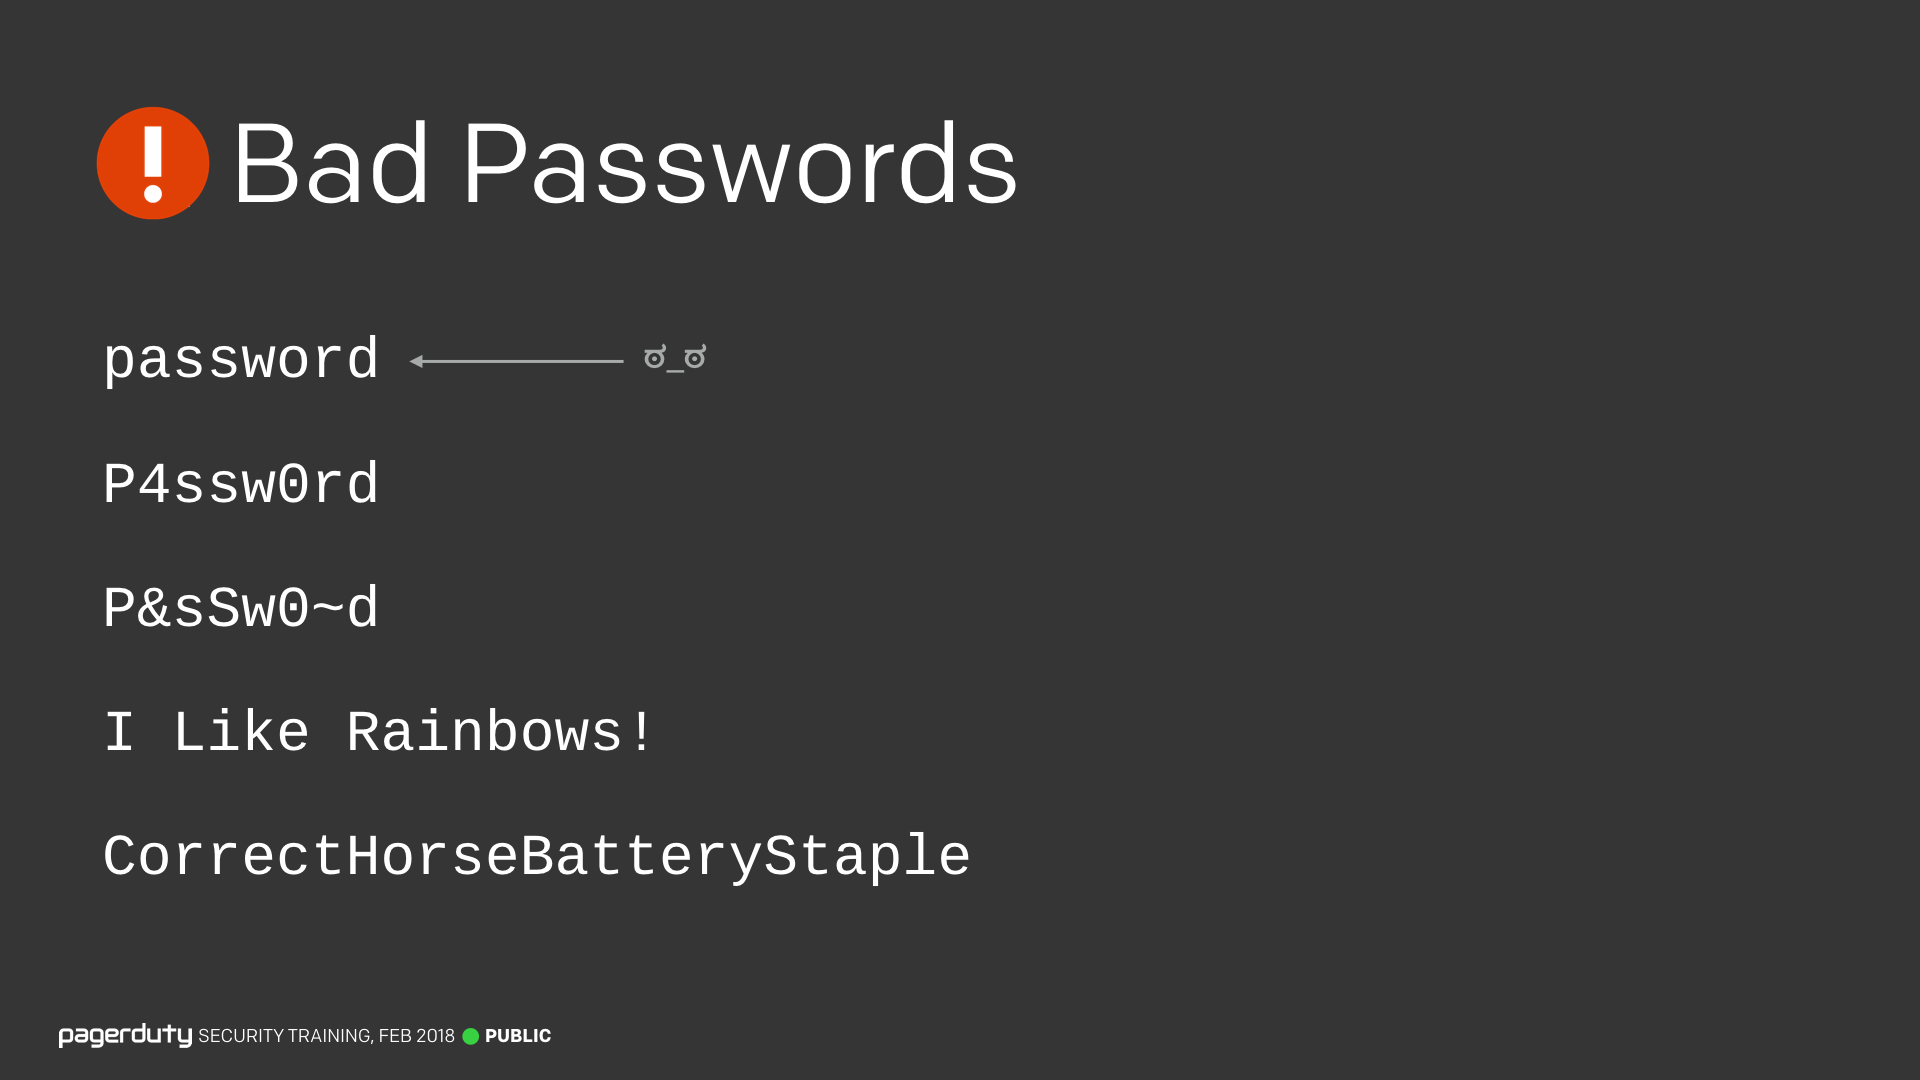 ! Bad Passwords
password ಠ_ಠ
P4ssw0rd
P&sSw0~d
I Like Rainbows!
CorrectHorseBatteryStaple
pagerduty SECURITY TRAINING, FEB 2018 PUBLIC